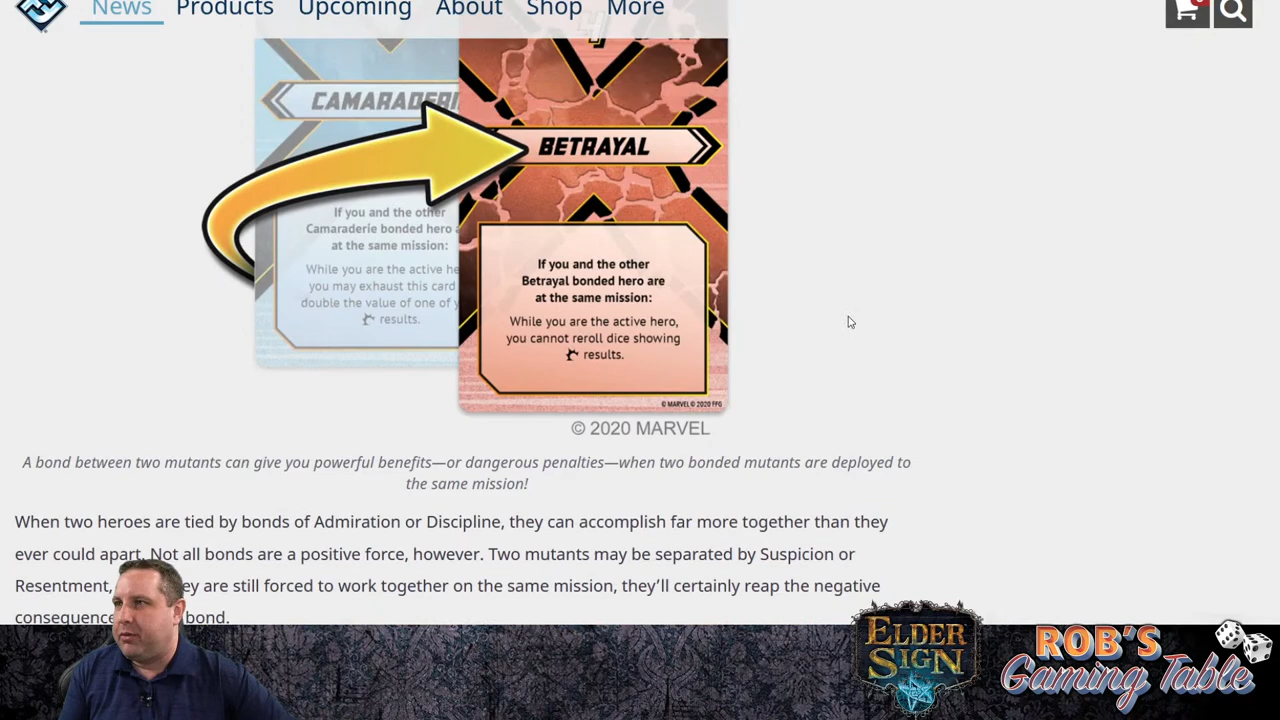 News Products Upcoming About Shop More
CAMARADERI
BETRAYAL
If you and the other
Camaraderie bonded hero
at the same mission:
While you are the active he
you may exhaust this card
double the value of one of y
results.
If you and the other
Betrayal bonded hero are
at the same mission:
While you are the active hero,
you cannot reroll dice showing
results.
© MARVEL © 2020 FFG
© 2020 MARVEL
A bond between two mutants can give you powerful benefits—or dangerous penalties—when two bonded mutants are deployed to
the same mission!
When two heroes are tied by bonds of Admiration or Discipline, they can accomplish far more together than they
ever could apart. Not all bonds are a positive force, however. Two mutants may be separated by Suspicion or
Resentment, ey are still forced to work together on the same mission, they’ll certainly reap the negative
consequence bond.
ELDER
SIGN
ROB'S
Gaming Table